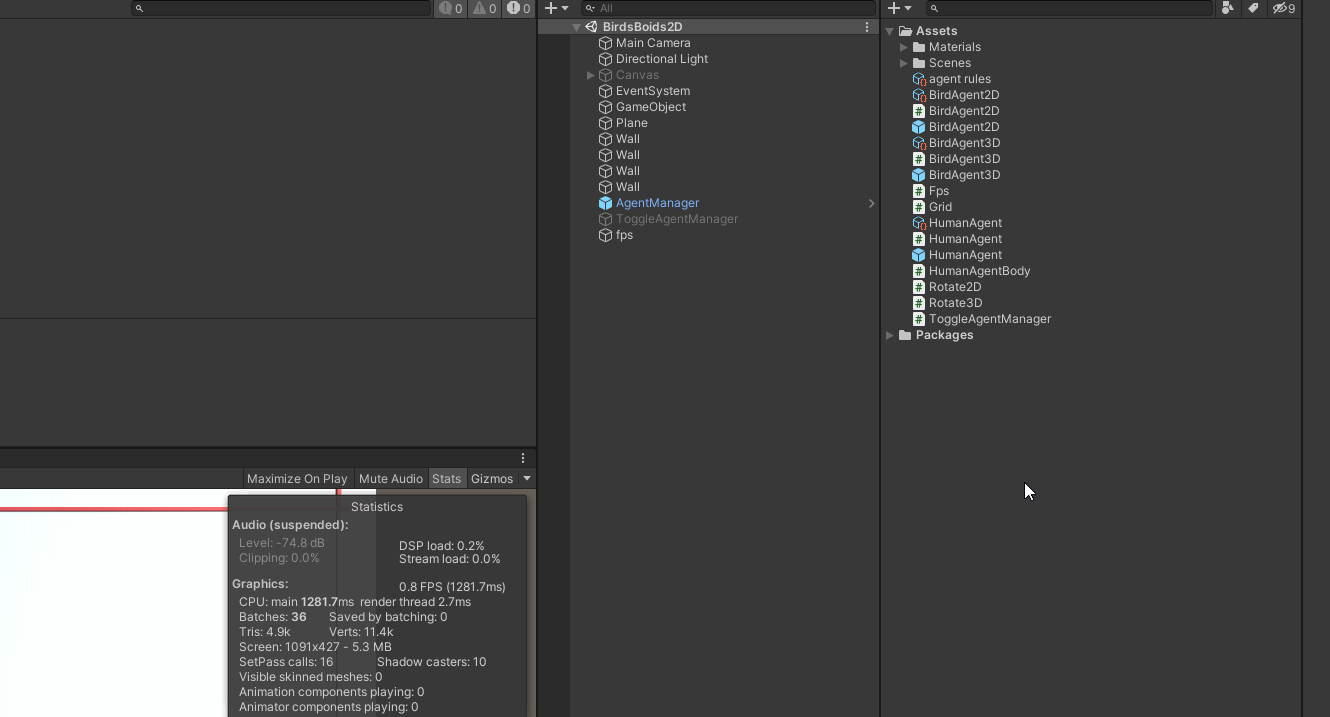 0 0 0
All
9
BirdsBoids2D
Main Camera
Directional Light
Canvas
EventSystem
GameObject
Plane
Wall
Wall
Wall
Wall
AgentManager
ToggleAgentManager
fps
Assets
Materials
Scenes
agent rules
BirdAgent2D
BirdAgent2D
BirdAgent2D
BirdAgent3D
BirdAgent3D
BirdAgent3D
Fps
Grid
HumanAgent
HumanAgent
HumanAgent
HumanAgentBody
Rotate2D
Rotate3D
ToggleAgentManager
Packages
Maximize On Play Mute Audio Stats Gizmos
Statistics
Audio (suspended):
Level: -74.8 dB DSP load: 0.2%
Clipping: 0.0% Stream load: 0.0%
Graphics: 0.8 FPS (1281.7ms)
CPU: main 1281.7ms render thread 2.7ms
Batches: 36 Saved by batching: 0
Tris: 4.9k Verts: 11.4k
Screen: 1091x427 - 5.3 MB
SetPass calls: 16 Shadow casters: 10
Visible skinned meshes: 0
Animation components playing: 0
Animator components playing: 0